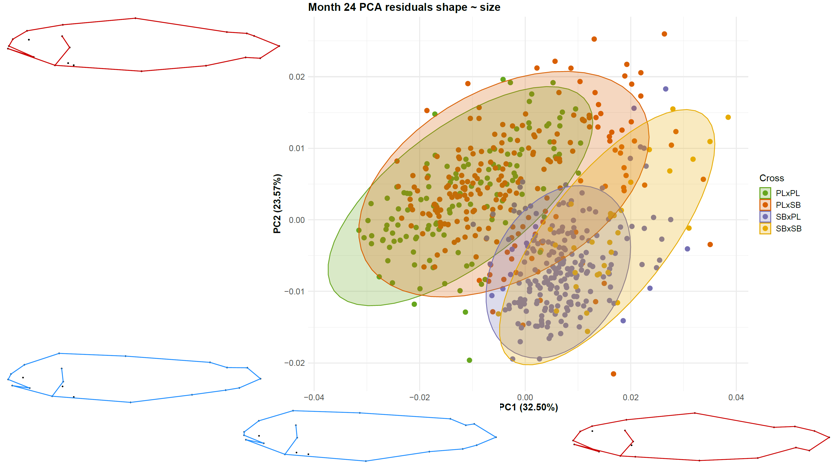 Month 24 PCA residuals shape ~ size
0.02
0.01
0.00
−0.01
−0.02
PC2 (23.57%)
−0.04
−0.02
0.00
0.02
0.04
PC1 (32.50%)
Cross
PLxPL
PLxSB
SBxPL
SBxSB